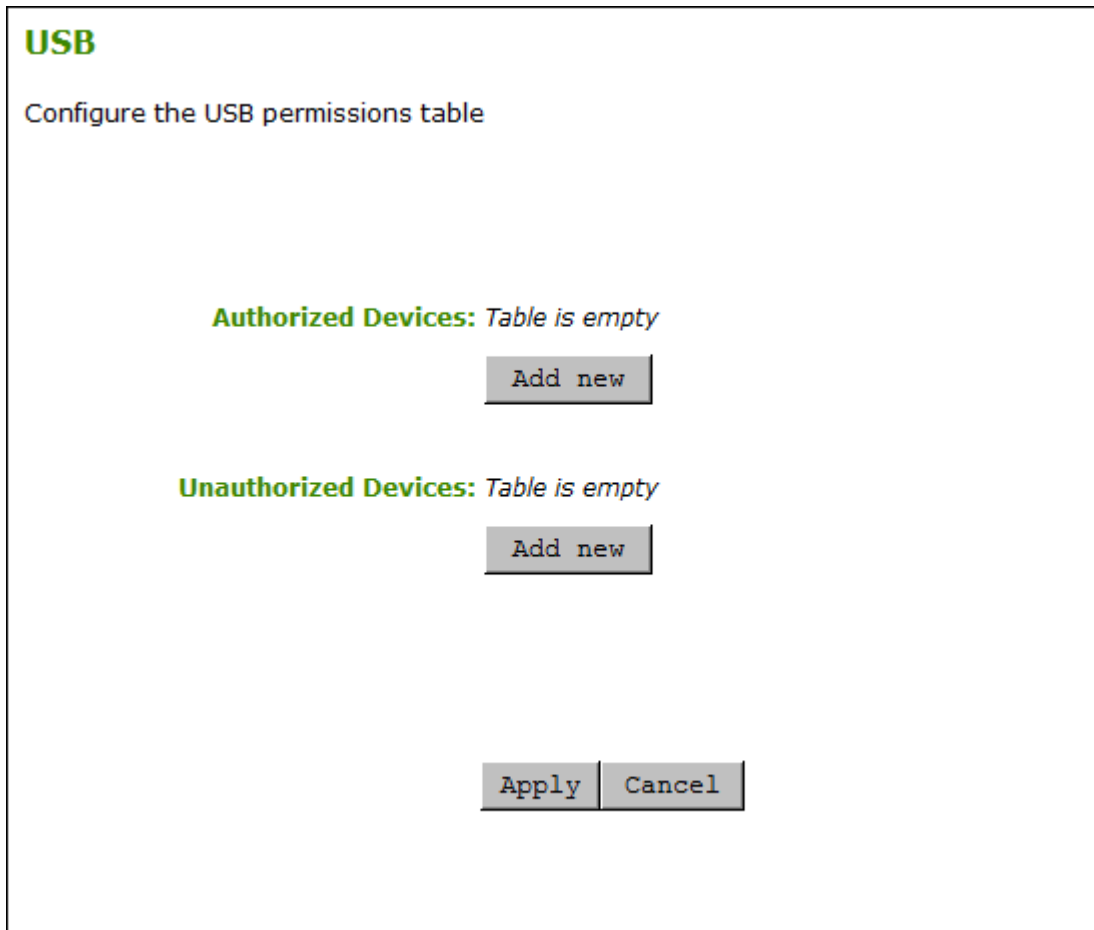 USB
Configure the USB permissions table
Authorized Devices: Table is empty
Add new
Unauthorized Devices: Table is empty
Add new
Apply Cancel